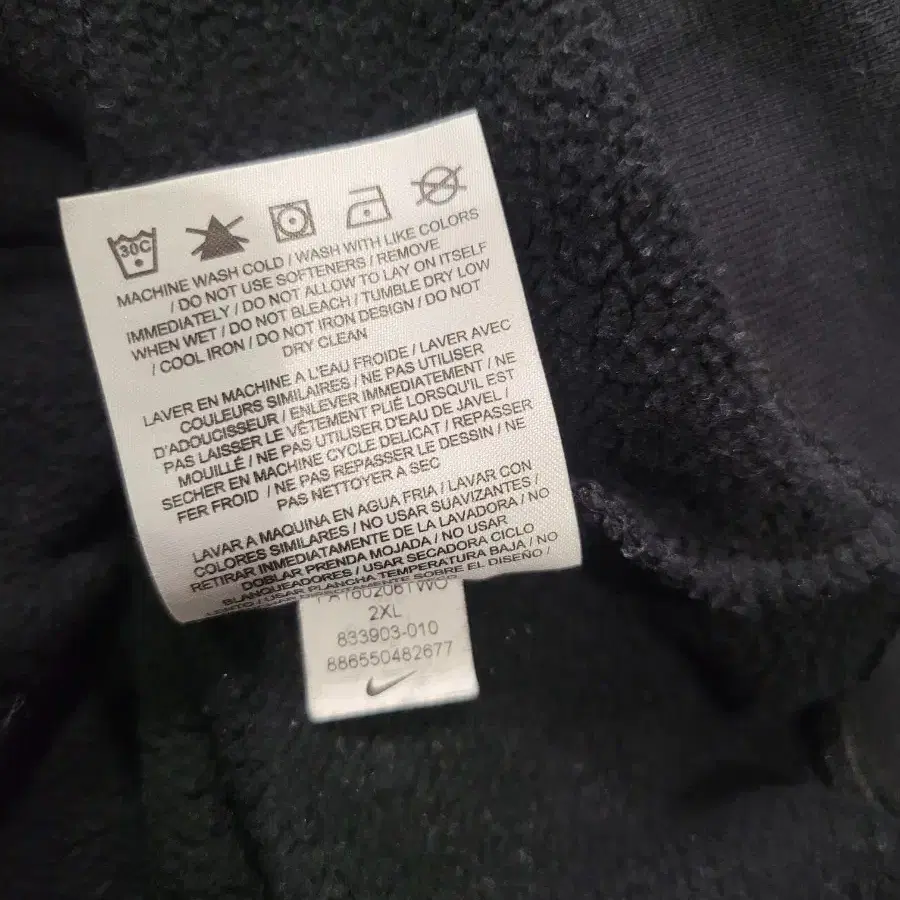 30C
MACHINE WASH COLD / WASH WITH LIKE COLORS
/ DO NOT USE SOFTENERS / REMOVE
IMMEDIATELY / DO NOT ALLOW TO LAY ON ITSELF
WHEN WET / DO NOT BLEACH / TUMBLE DRY LOW
/ COOL IRON / DO NOT IRON DESIGN / DO NOT
DRY CLEAN
LAVER EN MACHINE A L'EAU FROIDE / LAVER AVEC
COULEURS SIMILAIRES / NE PAS UTILISER
D'ADOUCISSEUR / ENLEVER IMMEDIATEMENT / NE
PAS LAISSER LE VÊTEMENT PLIÉ LORSQU'IL EST
MOUILLÉ / NE PAS UTILISER D'EAU DE JAVEL /
SECHER EN MACHINE CYCLE DELICAT / REPASSER
FER FROID / NE PAS REPASSER LE DESSIN / NE
PAS NETTOYER A SEC
LAVAR A MAQUINA EN AGUA FRIA / LAVAR CON
COLORES SIMILARES / NO USAR SUAVIZANTES /
RETIRAR INMEDIATAMENTE DE LA LAVADORA / NO
DOBLAR PRENDA MOJADA / NO USAR
BLANQUEADORES / USAR SECADORA CICLO
LENTO / USAR PLANCHA TEMPERATURA BAJA / NO
SOBRE EL DISEÑO /
2XL
833903-010
886550482677